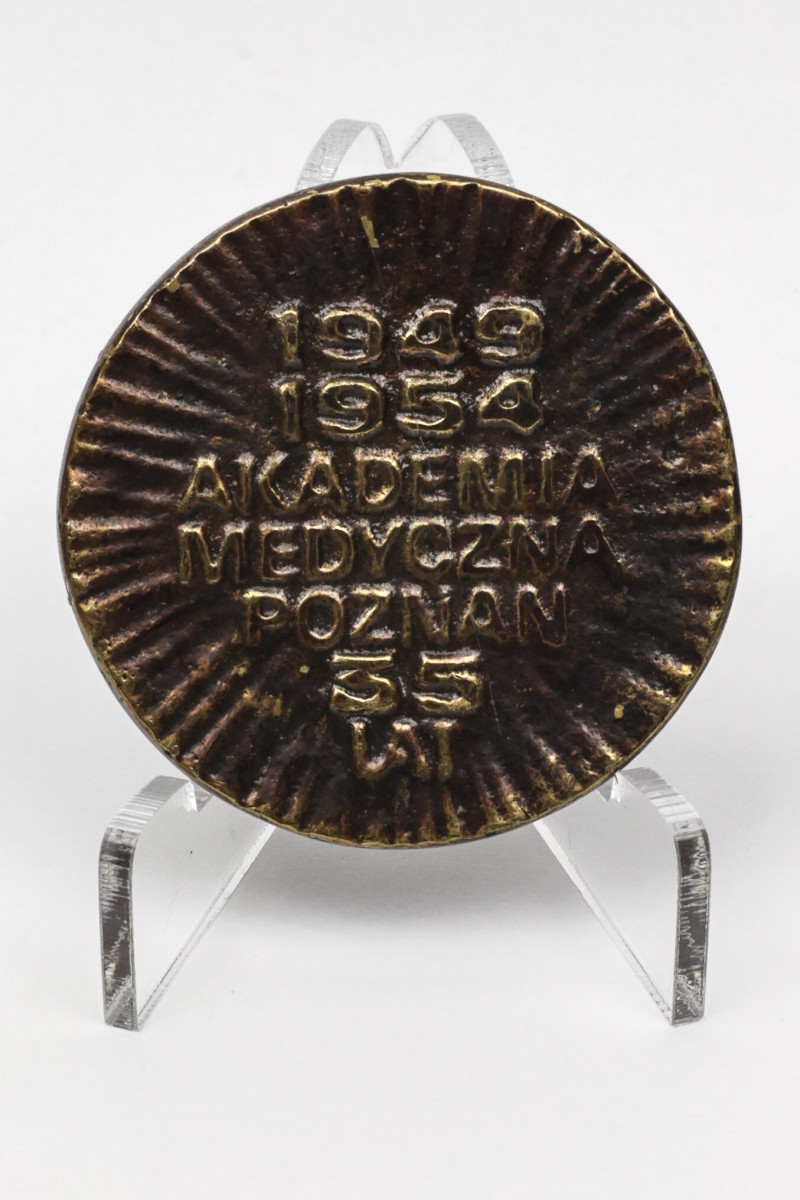 1949
1954
AKADEMIA
MEDYCZNA
POZNAN
35
LAT